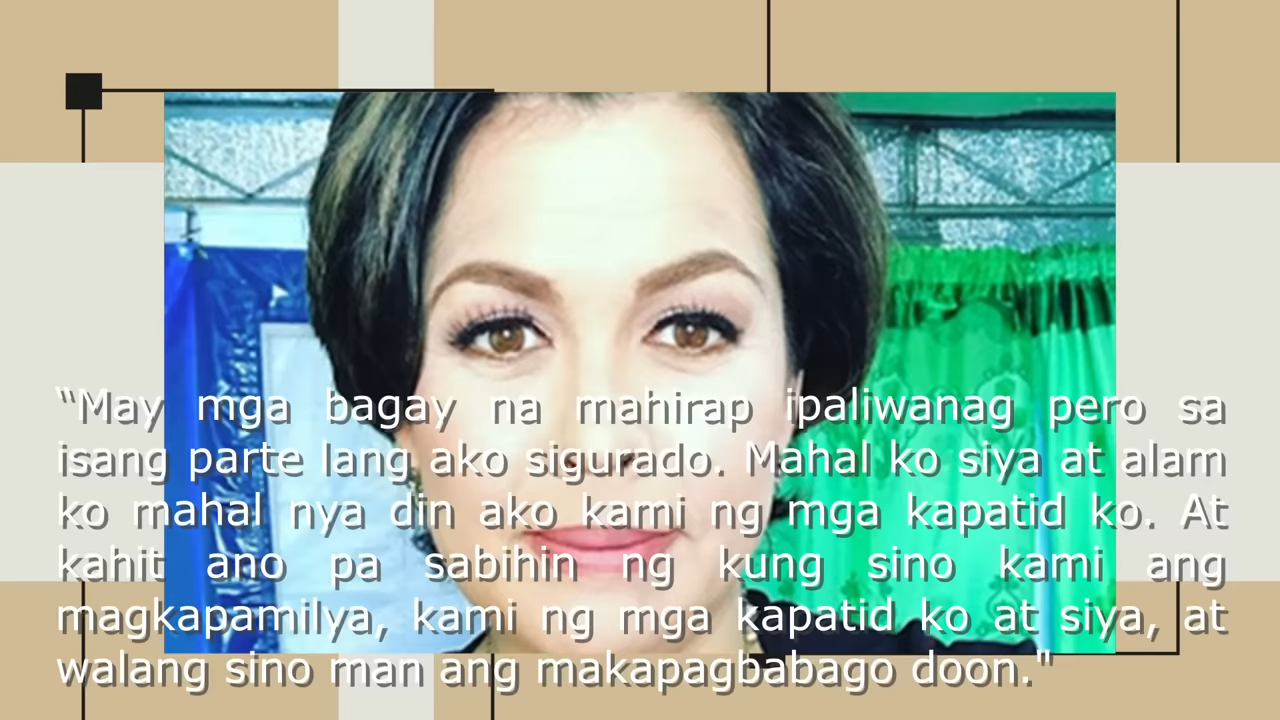 “May mga bagay na mahirap ipaliwanag pero sa
isang parte lang ako sigurado. Mahal ko siya at alam
ko mahal nya din ako kami ng mga kapatid ko. At
kahit ano pa sabihin ng kung sino kami ang
magkapamilya, kami ng mga kapatid ko at siya, at
walang sino man ang makapagbabago doon."